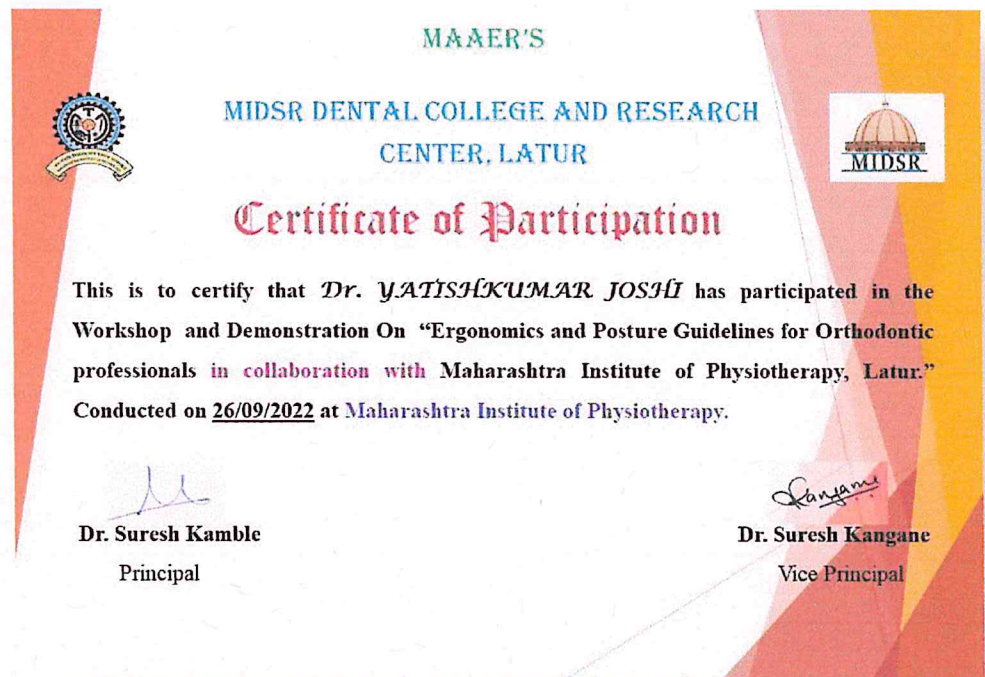 MAAER'S
MIDSR DENTAL COLLEGE AND RESEARCH
CENTER, LATUR
MIDSR
Certificate of Participation
This is to certify that Dr. YATISHKUMAR JOSHI has participated in the
Workshop and Demonstration On “Ergonomics and Posture Guidelines for Orthodontic
professionals in collaboration with Maharashtra Institute of Physiotherapy, Latur.”
Conducted on 26/09/2022 at Maharashtra Institute of Physiotherapy.
Kangane
Dr. Suresh Kamble
Dr. Suresh Kangane
Principal
Vice Principal